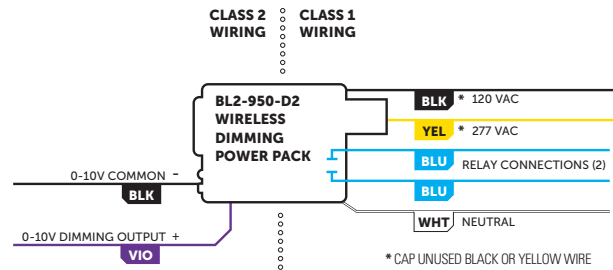 CLASS 2 WIRING
CLASS 1 WIRING
BL2-950-D2
WIRELESS
DIMMING
POWER PACK
BLK * 120 VAC
YEL * 277 VAC
BLU RELAY CONNECTIONS (2)
BLU
WHT NEUTRAL
0-10V COMMON -
BLK
0-10V DIMMING OUTPUT +
VIO
* CAP UNUSED BLACK OR YELLOW WIRE